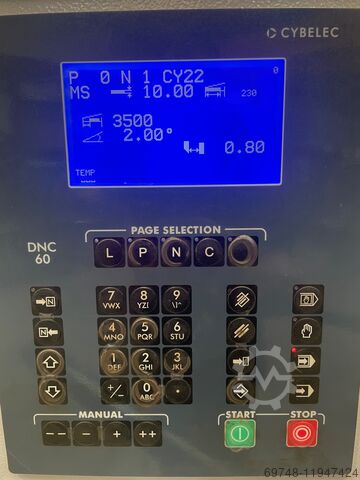 CYBELEC
P 0 N 1 CY22 0
MS 10.00 230
3500
2.00°
0.80
TEMP
PAGE SELECTION
DNC
60
L P N C
N 7 VWX 8 YZ! 9 \!^
N 4 MNO 5 PQR 6 STU
1 DEF 2 GHI 3 JKL
+/- 0 ABC .
MANUAL
START STOP
-- - + ++
69748-11947424